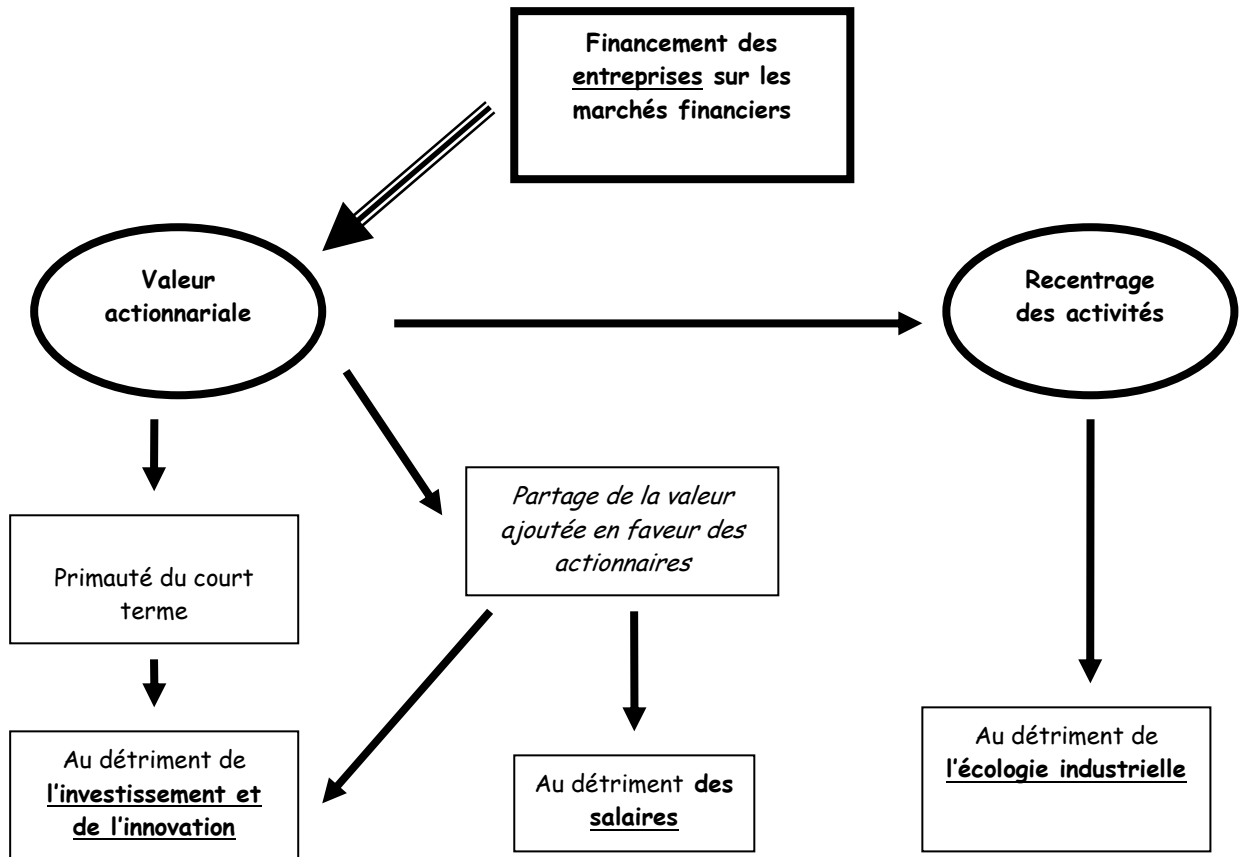 Financement des
entreprises sur les
marchés financiers
Valeur
actionnariale
Recentrage
des activités
Partage de la valeur
ajoutée en faveur des
actionnaires
Primauté du court
terme
Au détriment de
l'investissement et
de l'innovation
Au détriment des
salaires
Au détriment de
l'écologie industrielle